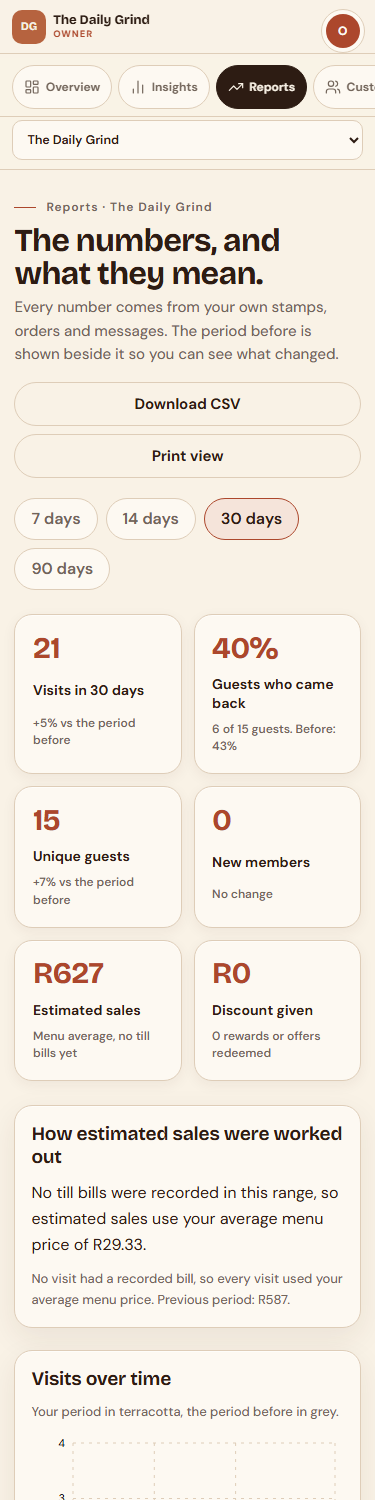 DG
The Daily Grind
OWNER
O
Overview
Insights
Reports
The Daily Grind
Reports · The Daily Grind
The numbers, and
what they mean.
Every number comes from your own stamps,
orders and messages. The period before is
shown beside it so you can see what changed.
Download CSV
Print view
7 days
14 days
30 days
90 days
21
Visits in 30 days
+5% vs the period
before
40%
Guests who came
back
6 of 15 guests. Before:
43%
15
Unique guests
+7% vs the period
before
0
New members
No change
R627
Estimated sales
Menu average, no till
bills yet
R0
Discount given
0 rewards or offers
redeemed
How estimated sales were worked
out
No till bills were recorded in this range, so
estimated sales use your average menu
price of R29.33.
No visit had a recorded bill, so every visit used your
average menu price. Previous period: R587.
Visits over time
Your period in terracotta, the period before in grey.
4
3